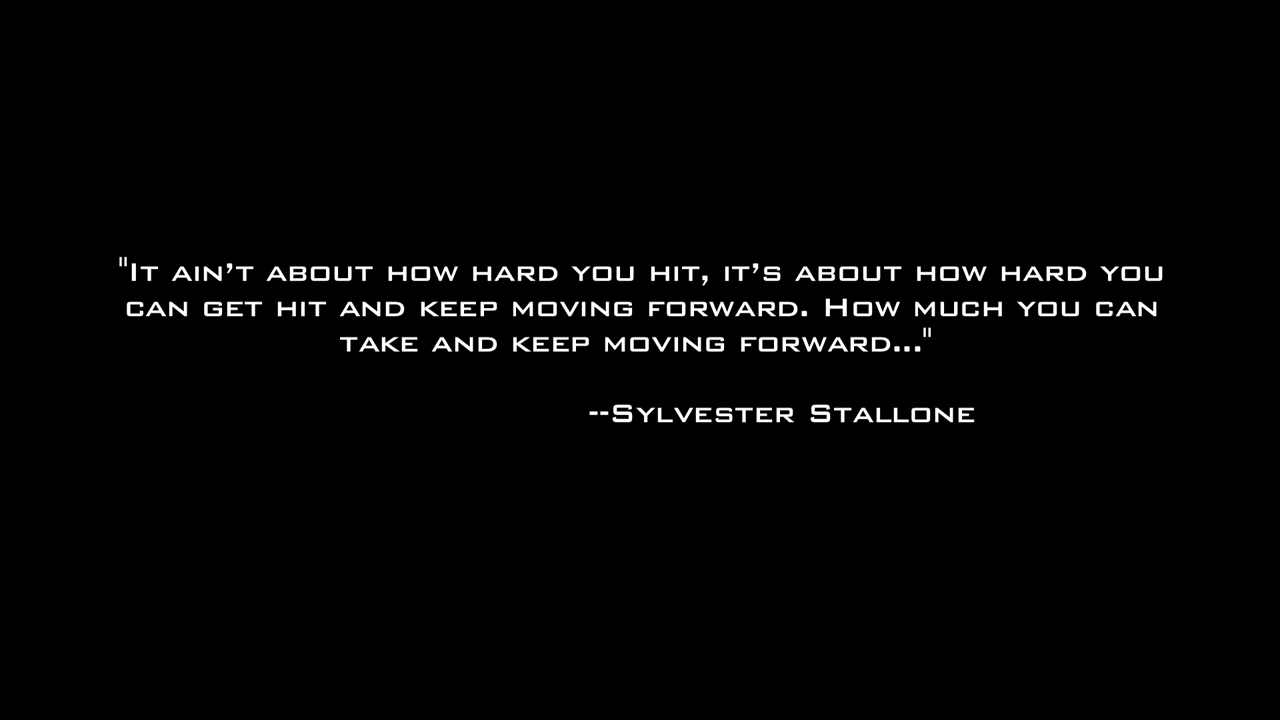 "It ain’t about how hard you hit, it’s about how hard you
can get hit and keep moving forward. How much you can
take and keep moving forward..."
--Sylvester Stallone